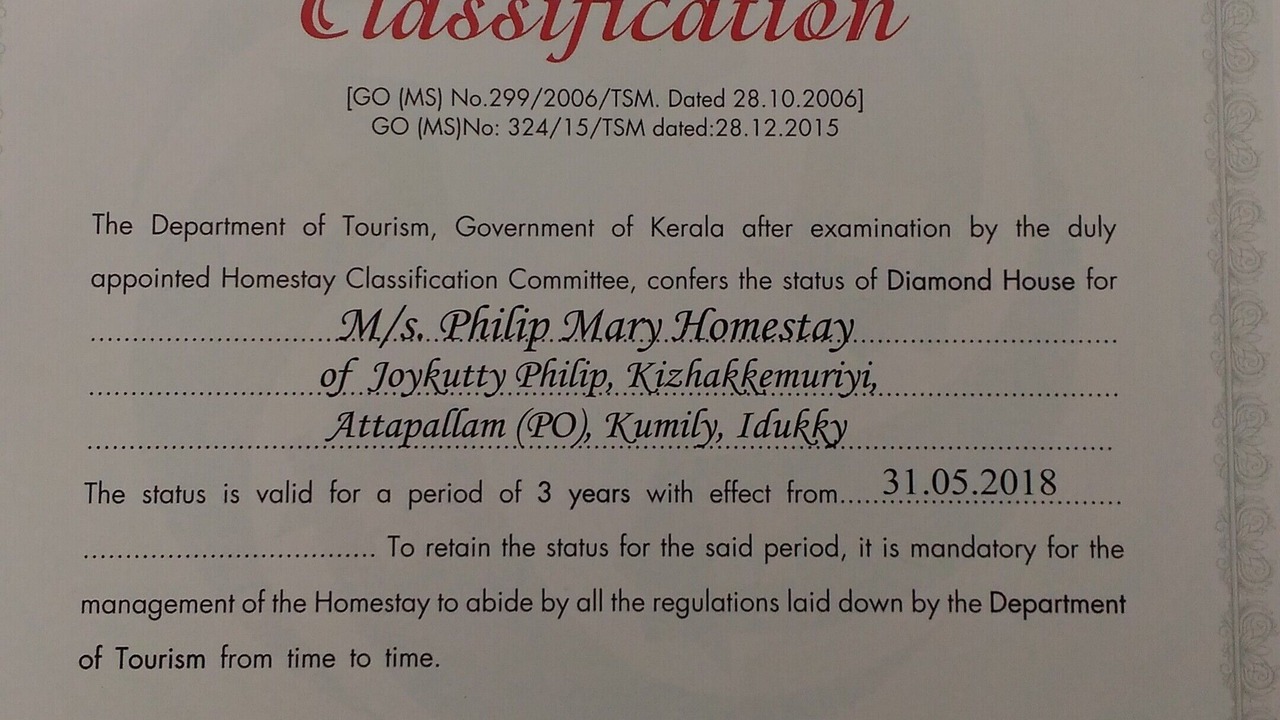 Classification
[GO (MS) No.299/2006/TSM. Dated 28.10.2006]
GO (MS)No: 324/15/TSM dated:28.12.2015
The Department of Tourism, Government of Kerala after examination by the duly
appointed Homestay Classification Committee, confers the status of Diamond House for
M/s. Philip Mary Homestay
of Joykutty Philip, Kizhakkemuriyi,
Attapallam (PO), Kumily, Idukky
The status is valid for a period of 3 years with effect from.....31.05.2018......
................................ To retain the status for the said period, it is mandatory for the
management of the Homestay to abide by all the regulations laid down by the Department
of Tourism from time to time.